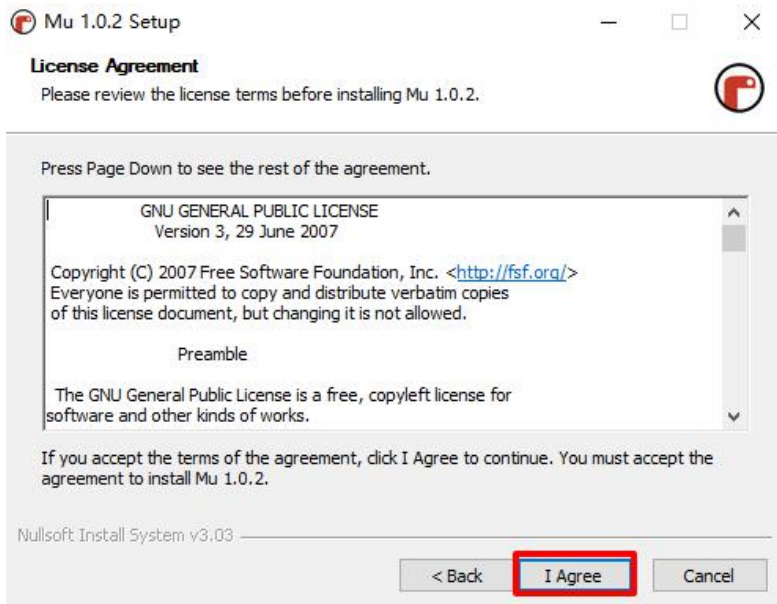 Mu 1.0.2 Setup
License Agreement
Please review the license terms before installing Mu 1.0.2.
Press Page Down to see the rest of the agreement.
GNU GENERAL PUBLIC LICENSE
Version 3, 29 June 2007
Copyright (C) 2007 Free Software Foundation, Inc. <http://fsf.org/>
Everyone is permitted to copy and distribute verbatim copies
of this license document, but changing it is not allowed.
Preamble
The GNU General Public License is a free, copyleft license for
software and other kinds of works.
If you accept the terms of the agreement, click I Agree to continue. You must accept the
agreement to install Mu 1.0.2.
Nullsoft Install System v3.03
< Back I Agree Cancel